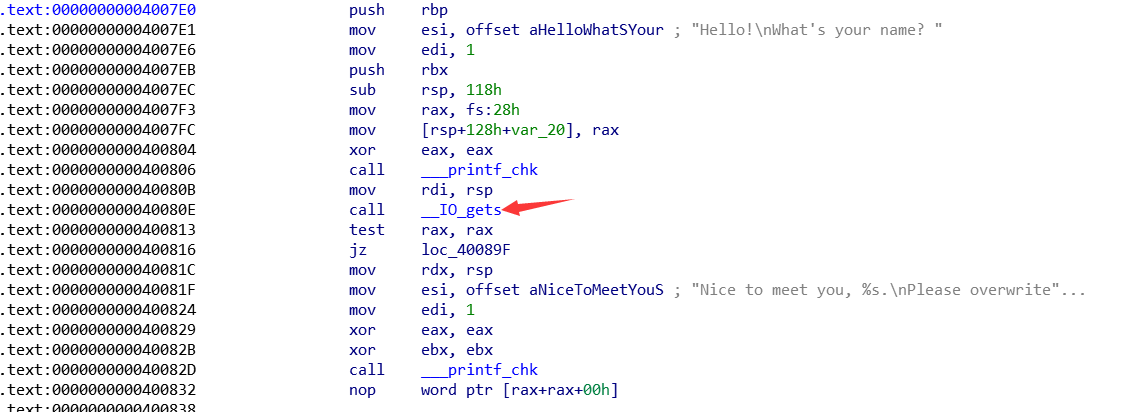 .text:00000000004007E0 push rbp
.text:00000000004007E1 mov esi, offset aHelloWhatSYour ; "Hello!\nWhat's your name? "
.text:00000000004007E6 mov edi, 1
.text:00000000004007EB push rbx
.text:00000000004007EC sub rsp, 118h
.text:00000000004007F3 mov rax, fs:28h
.text:00000000004007FC mov [rsp+128h+var_20], rax
.text:0000000000400804 xor eax, eax
.text:0000000000400806 call ___printf_chk
.text:000000000040080B mov rdi, rsp
.text:000000000040080E call __IO_gets
.text:0000000000400813 test rax, rax
.text:0000000000400816 jz loc_40089F
.text:000000000040081C mov rdx, rsp
.text:000000000040081F mov esi, offset aNiceToMeetYouS ; "Nice to meet you, %s.\nPlease overwrite"...
.text:0000000000400824 mov edi, 1
.text:0000000000400829 xor eax, eax
.text:000000000040082B xor ebx, ebx
.text:000000000040082D call ___printf_chk
.text:0000000000400832 nop word ptr [rax+rax+00h]
.text:0000000000400838